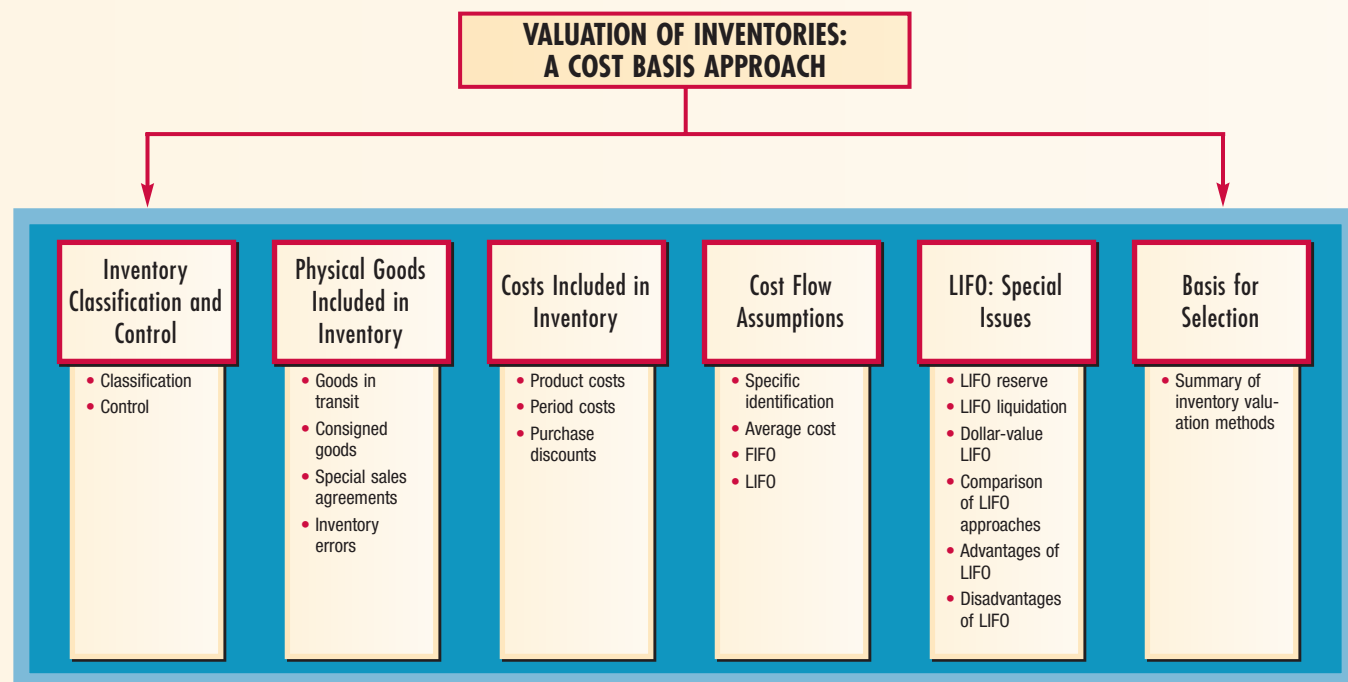 VALUATION OF INVENTORIES:
A COST BASIS APPROACH
Inventory
Classification and
Control
• Classification
• Control
Physical Goods
Included in
Inventory
• Goods in
transit
• Consigned
goods
• Special sales
agreements
• Inventory
errors
Costs Included in
Inventory
• Product costs
• Period costs
• Purchase
discounts
Cost Flow
Assumptions
• Specific
identification
• Average cost
• FIFO
• LIFO
LIFO: Special
Issues
• LIFO reserve
• LIFO liquidation
• Dollar-value
LIFO
• Comparison
of LIFO
approaches
• Advantages of
LIFO
• Disadvantages
of LIFO
Basis for
Selection
• Summary of
inventory valu-
ation methods